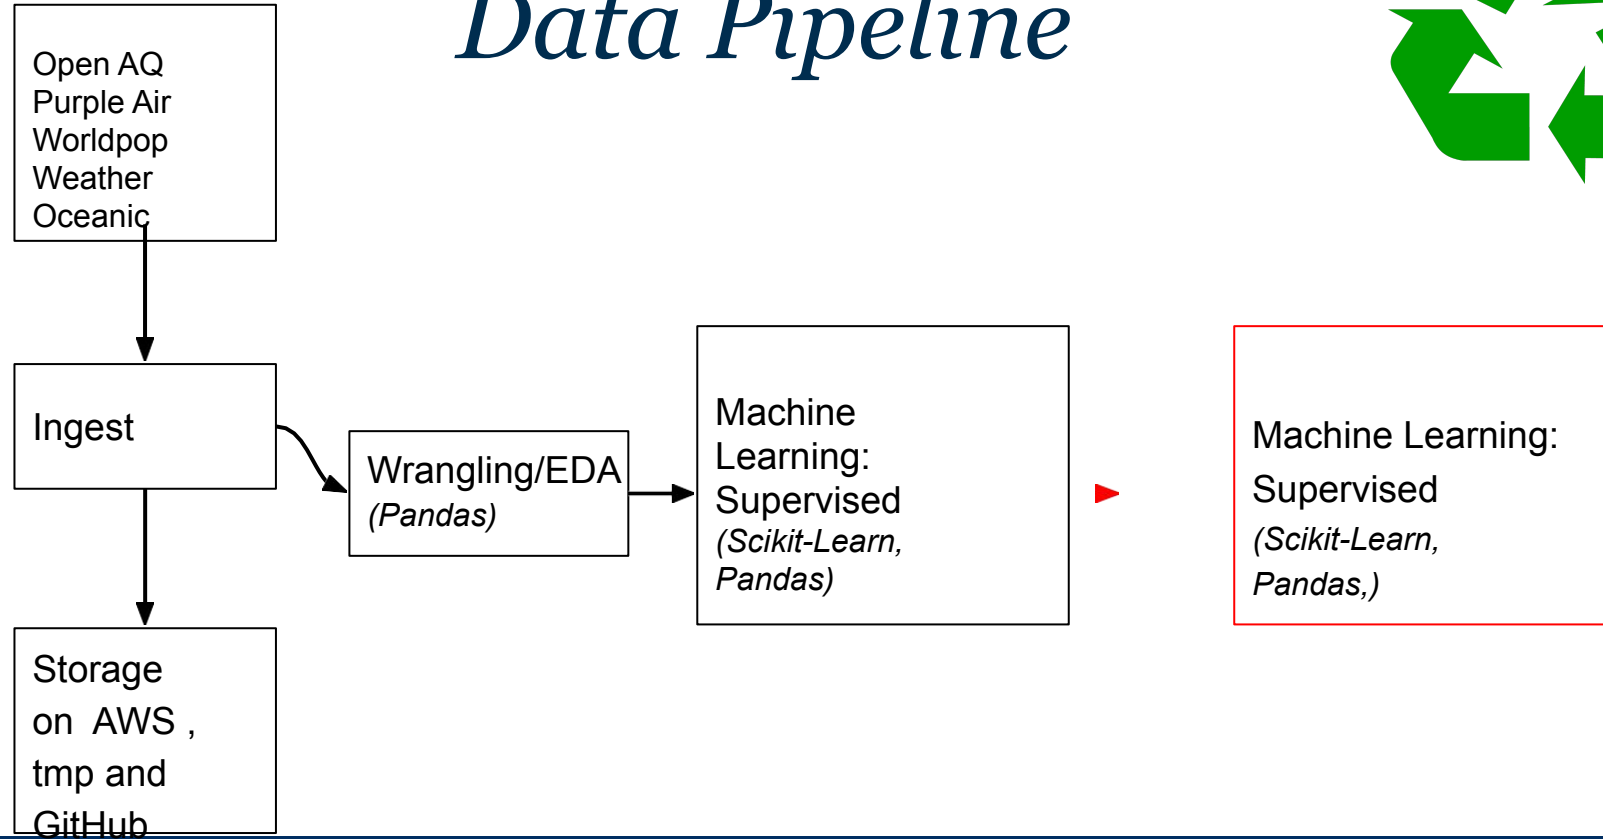 Data Pipeline
Open AQ
Purple Air
Worldpop
Weather
Oceanic
Ingest
Wrangling/EDA
(Pandas)
Machine
Learning:
Supervised
(Scikit-Learn,
Pandas)
Machine Learning:
Supervised
(Scikit-Learn,
Pandas,)
Storage
on  AWS ,
tmp and
GitHub